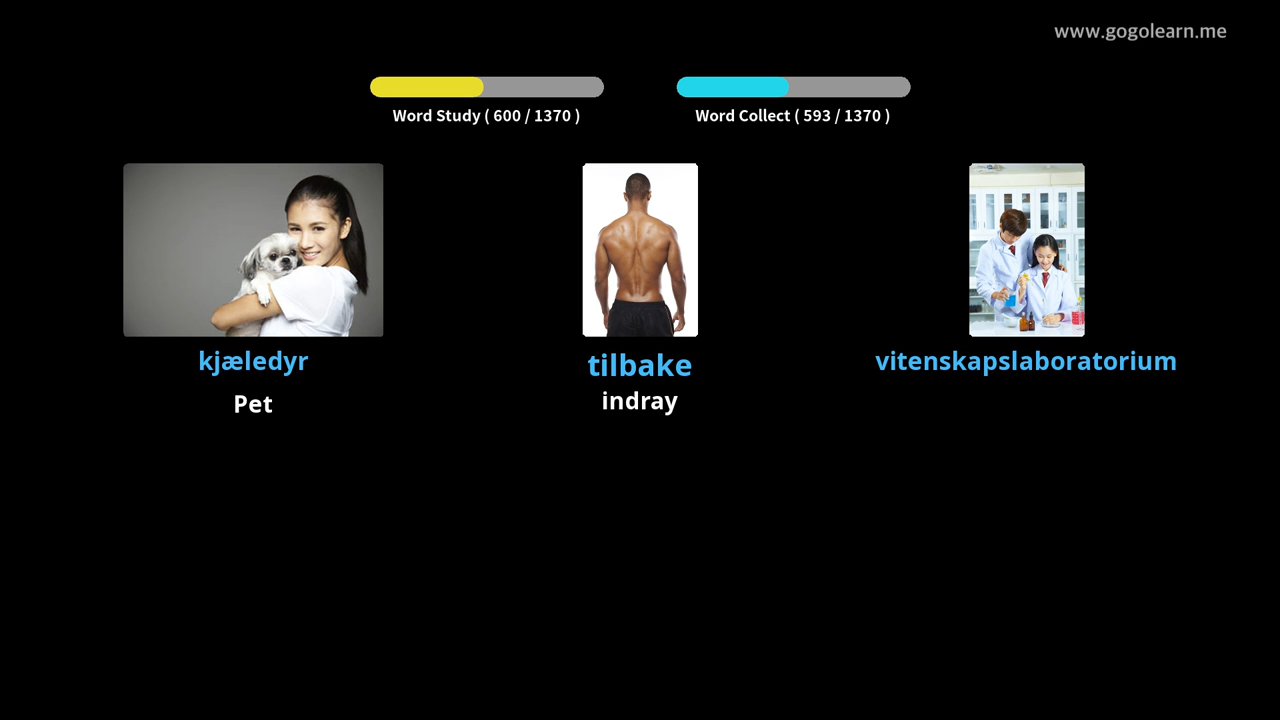 www.gogolearn.me
Word Study ( 600 / 1370 )
Word Collect ( 593 / 1370 )
kjæledyr
Pet
tilbake
indray
vitenskapslaboratorium